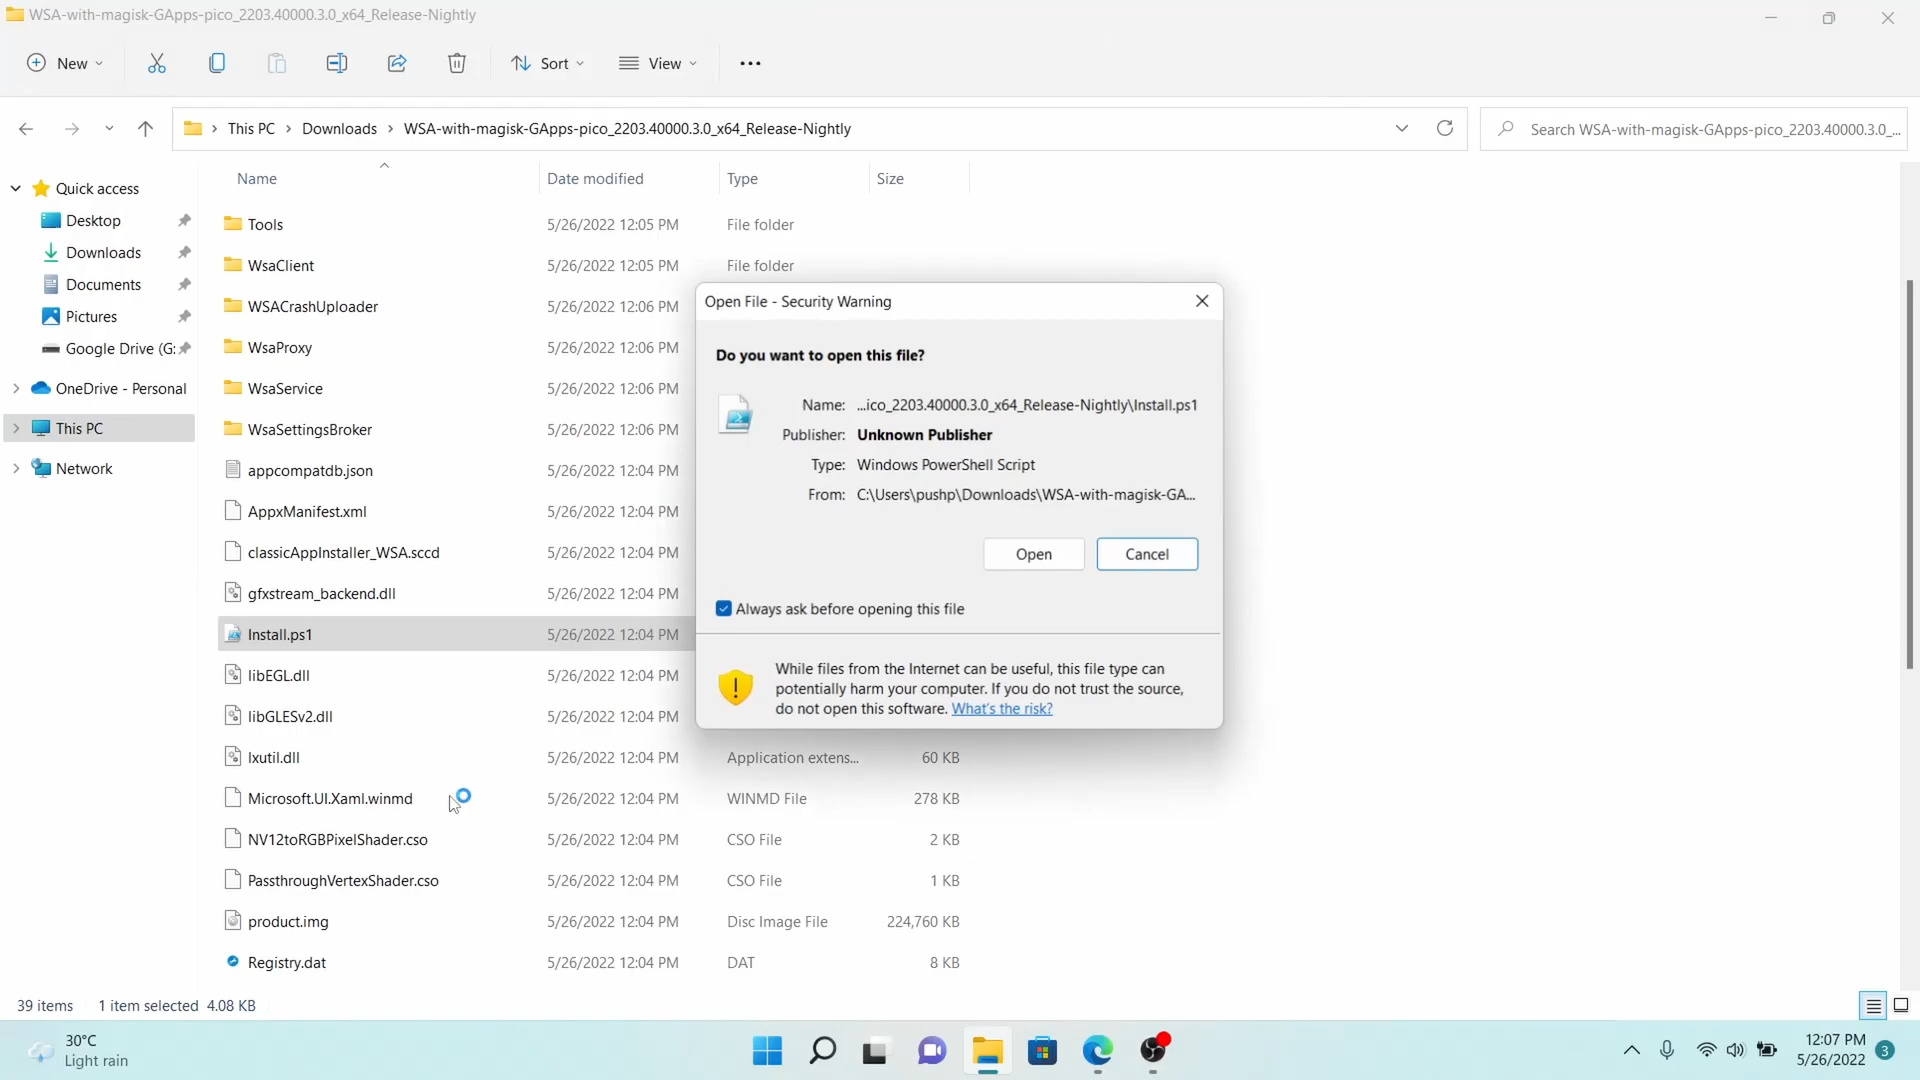 WSA-with-magisk-GApps-pico_2203.40000.3.0_x64_Release-Nightly
New
Sort
View
This PC
Downloads
WSA-with-magisk-GApps-pico_2203.40000.3.0_x64_Release-Nightly
Search WSA-with-magisk-GApps-pico_2203.40000.3.0_...
Quick access
Desktop
Downloads
Documents
Pictures
Google Drive (G:
OneDrive - Personal
This PC
Network
Name Date modified Type Size
Tools 5/26/2022 12:05 PM File folder
WsaClient 5/26/2022 12:05 PM File folder
WSACrashUploader 5/26/2022 12:06 PM
WsaProxy 5/26/2022 12:06 PM
WsaService 5/26/2022 12:06 PM
WsaSettingsBroker 5/26/2022 12:06 PM
appcompatdb.json 5/26/2022 12:04 PM
AppxManifest.xml 5/26/2022 12:04 PM
classicAppInstaller_WSA.sccd 5/26/2022 12:04 PM
gfxstream_backend.dll 5/26/2022 12:04 PM
Install.ps1 5/26/2022 12:04 PM
libEGL.dll 5/26/2022 12:04 PM
libGLESv2.dll 5/26/2022 12:04 PM
lxutil.dll 5/26/2022 12:04 PM Application extens... 60 KB
Microsoft.UI.Xaml.winmd 5/26/2022 12:04 PM WINMD File 278 KB
NV12toRGBPixelShader.cso 5/26/2022 12:04 PM CSO File 2 KB
PassthroughVertexShader.cso 5/26/2022 12:04 PM CSO File 1 KB
product.img 5/26/2022 12:04 PM Disc Image File 224,760 KB
Registry.dat 5/26/2022 12:04 PM DAT 8 KB
Open File - Security Warning
Do you want to open this file?
Name: ...ico_2203.40000.3.0_x64_Release-Nightly\Install.ps1
Publisher: Unknown Publisher
Type: Windows PowerShell Script
From: C:\Users\pushp\Downloads\WSA-with-magisk-GA...
Open
Cancel
Always ask before opening this file
While files from the Internet can be useful, this file type can
potentially harm your computer. If you do not trust the source,
do not open this software. What's the risk?
39 items 1 item selected 4.08 KB
30°C
Light rain
12:07 PM
5/26/2022
3